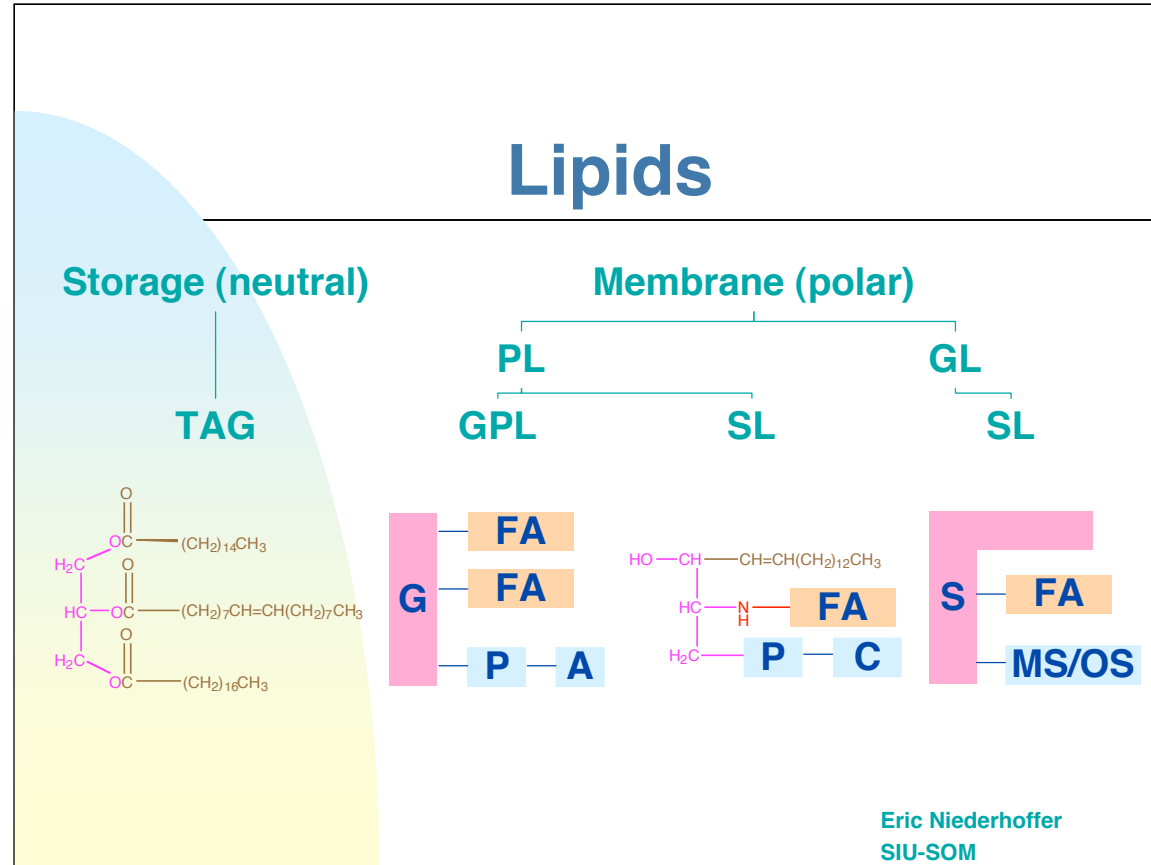 Lipids
Storage (neutral)
Membrane (polar)
PL
GL
TAG
GPL
SL
SL
O
OC
(CH₂)₁₄CH₃
H₂C
O
HC
OC
(CH₂)₇CH=CH(CH₂)₇CH₃
O
H₂C
OC
(CH₂)₁₆CH₃
G
FA
FA
P
A
HO
CH
CH=CH(CH₂)₁₂CH₃
HC
N
H
FA
H₂C
P
C
S
FA
MS/OS
Eric Niederhoffer
SIU-SOM